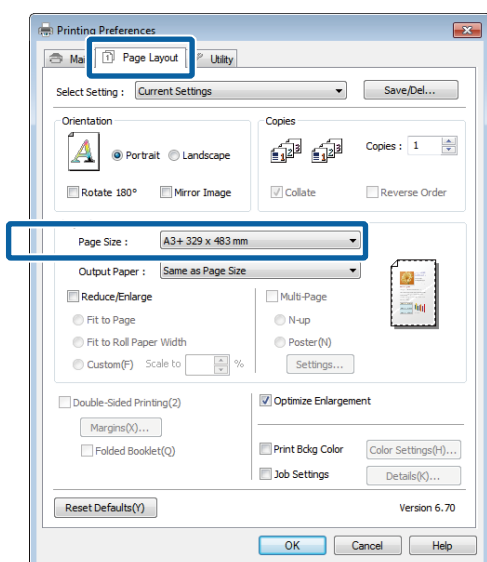 Printing Preferences
Ma Page Layout Utility
Select Setting : Current Settings Save/Del...
Orientation Copies
Portrait Landscape Copies : 1
Rotate 180° Mirror Image Collate Reverse Order
Page Size : A3+ 329 x 483 mm
Output Paper : Same as Page Size
Reduce/Enlarge Multi-Page
Fit to Page N-up
Fit to Roll Paper Width Poster(N)
Custom(F) Scale to % Settings...
Double-Sided Printing(2) Optimize Enlargement
Margins(X)...
Folded Booklet(Q) Print Bckg Color Color Settings(H)...
Job Settings Details(K)...
Reset Defaults(Y) Version 6.70
OK Cancel Help